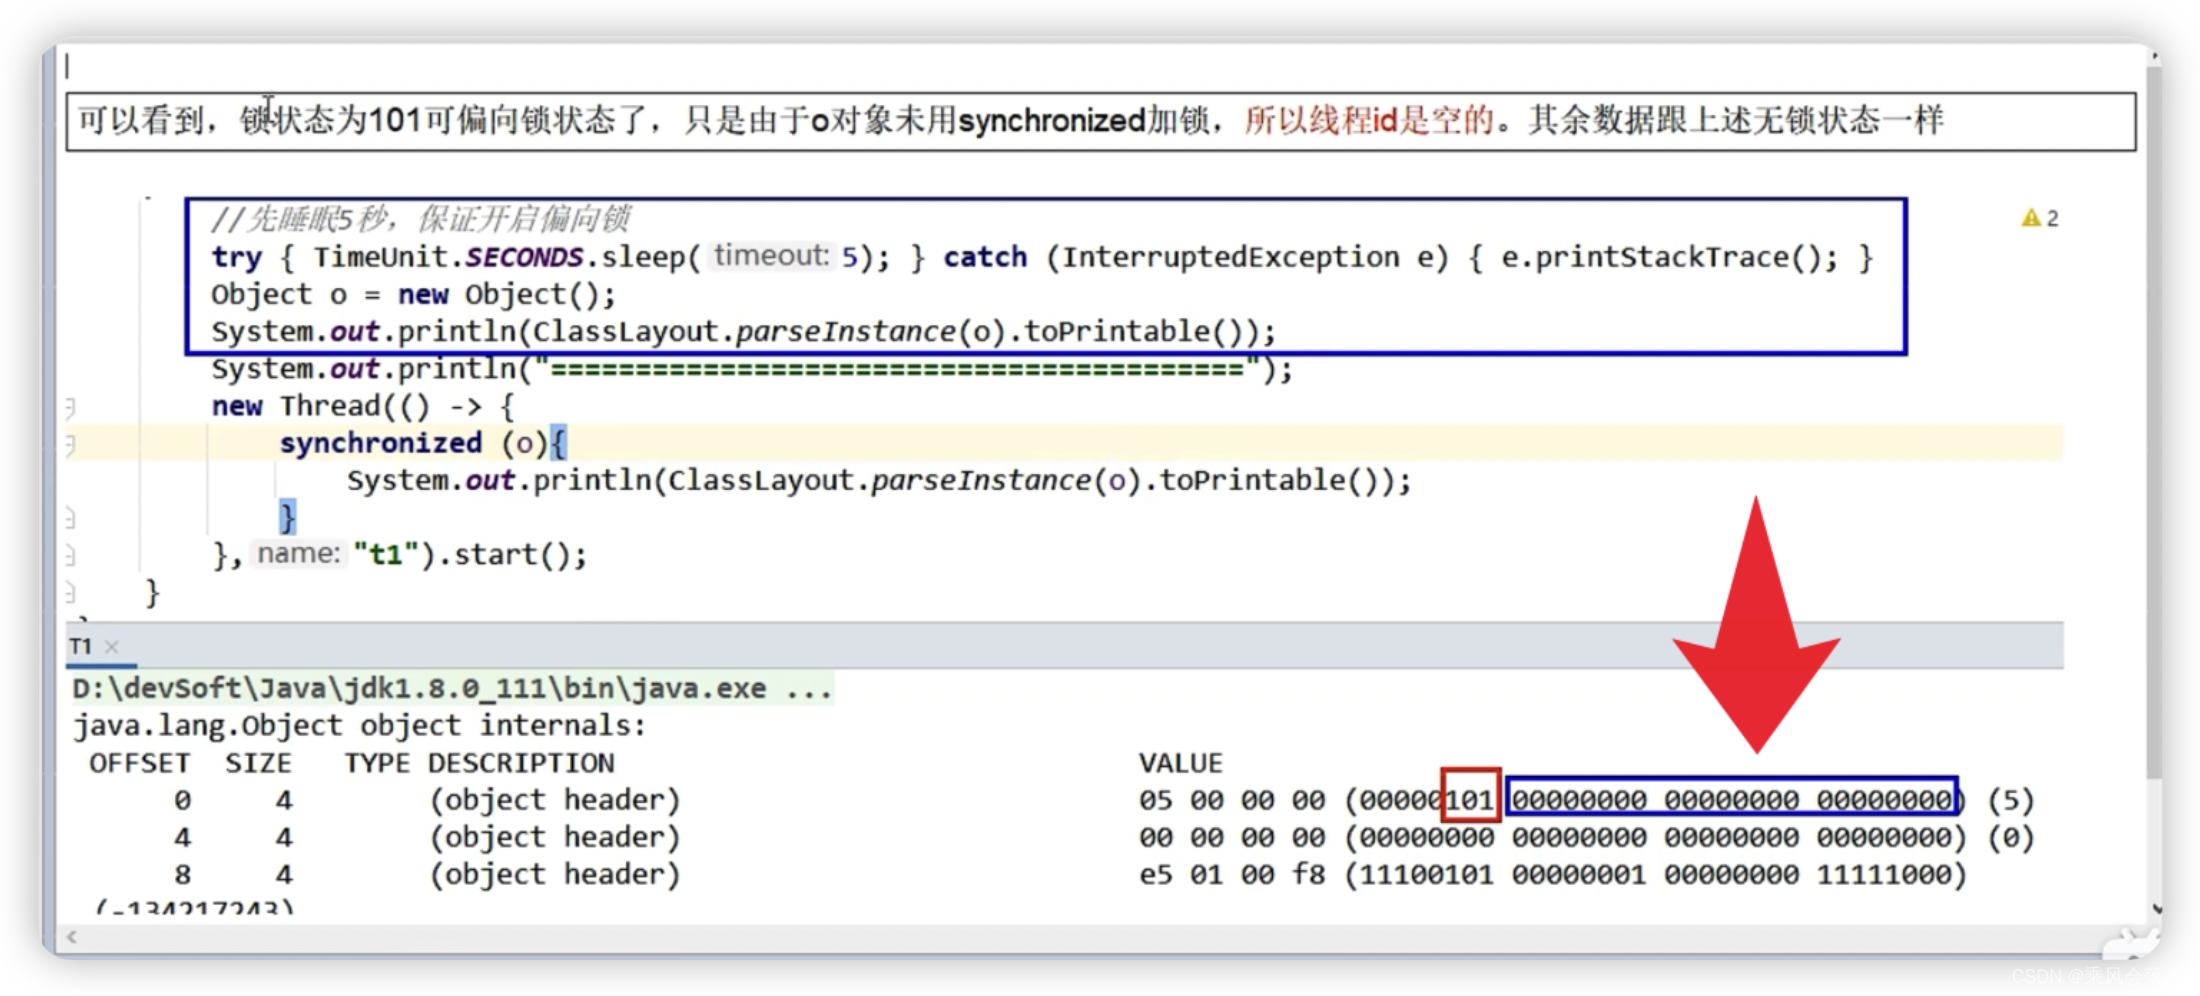 可以看到，锁状态为101可偏向锁状态了，只是由于o对象未用synchronized加锁，所以线程id是空的。其余数据跟上述无锁状态一样
//先睡眠5秒，保证开启偏向锁
2
try { TimeUnit.SECONDS.sleep( timeout: 5); } catch (InterruptedException e) { e.printStackTrace(); }
Object o = new Object();
System.out.println(ClassLayout.parseInstance(o).toPrintable());
System.out.println("=========================================");
new Thread(() -> {
synchronized (o){
System.out.println(ClassLayout.parseInstance(o).toPrintable());
}
}, name: "t1").start();
}
T1
D:\devSoft\Java\jdk1.8.0_111\bin\java.exe ...
java.lang.Object object internals:
OFFSET SIZE TYPE DESCRIPTION VALUE
0 4 (object header) 05 00 00 00 (00000101 00000000 00000000 00000000) (5)
4 4 (object header) 00 00 00 00 (00000000 00000000 00000000 00000000) (0)
8 4 (object header) e5 01 00 f8 (11100101 00000001 00000000 11111000)
(-134217243)
CSDN